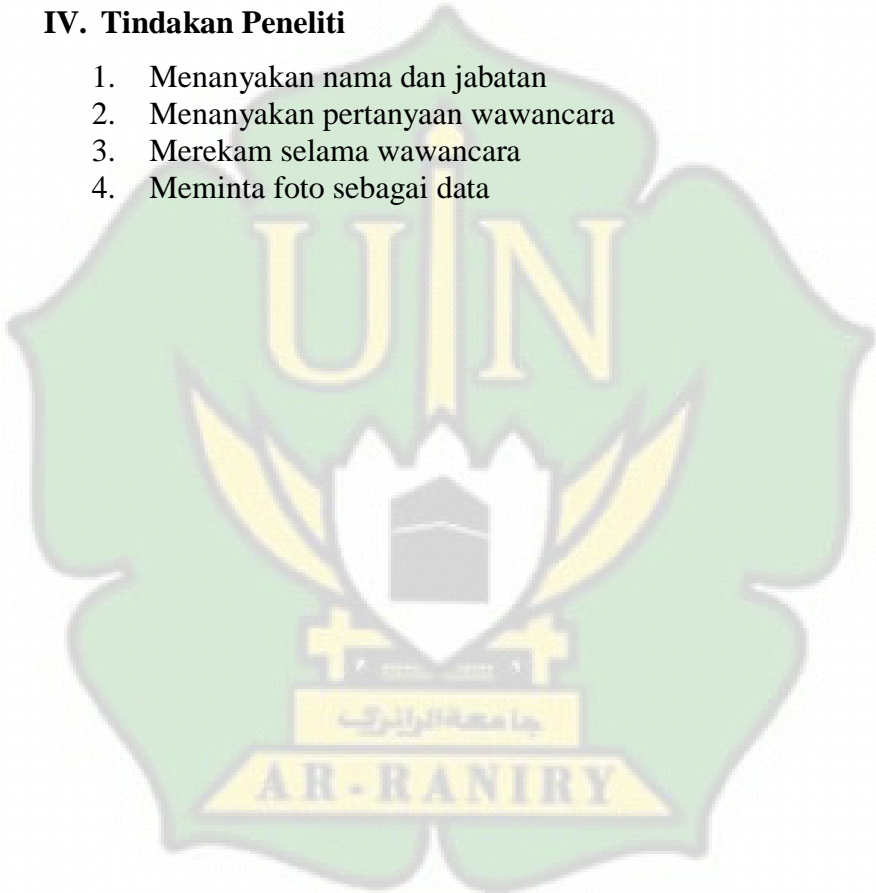 IV. Tindakan Peneliti
1. Menanyakan nama dan jabatan
2. Menanyakan pertanyaan wawancara
3. Merekam selama wawancara
4. Meminta foto sebagai data
UIN
جامعة الرانري
AR-RANIRY